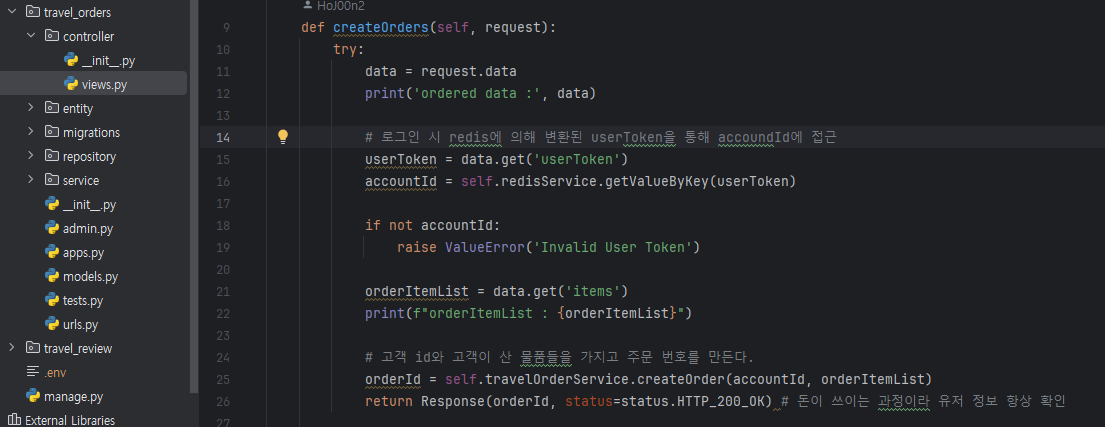 travel_orders
controller
__init__.py
views.py
entity
migrations
repository
service
__init__.py
admin.py
apps.py
models.py
tests.py
urls.py
travel_review
.env
manage.py
External Libraries
HoJ00n2
9 def createOrders(self, request):
10 try:
11 data = request.data
12 print('ordered data :', data)
13
14 # 로그인 시 redis에 의해 변환된 userToken을 통해 accoundId에 접근
15 userToken = data.get('userToken')
16 accountId = self.redisService.getValueByKey(userToken)
17
18 if not accountId:
19 raise ValueError('Invalid User Token')
20
21 orderItemList = data.get('items')
22 print(f"orderItemList : {orderItemList}")
23
24 # 고객 id와 고객이 산 물품들을 가지고 주문 번호를 만든다.
25 orderId = self.travelOrderService.createOrder(accountId, orderItemList)
26 return Response(orderId, status=status.HTTP_200_OK) # 돈이 쓰이는 과정이라 유저 정보 항상 확인
27